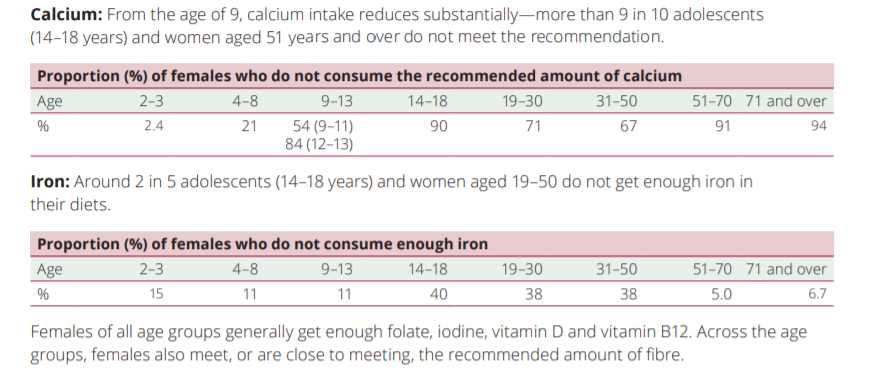 Calcium: From the age of 9, calcium intake reduces substantially—more than 9 in 10 adolescents
(14–18 years) and women aged 51 years and over do not meet the recommendation.
Proportion (%) of females who do not consume the recommended amount of calcium
Age 2–3 4–8 9–13 14–18 19–30 31–50 51–70 71 and over
% 2.4 21 54 (9–11) 90 71 67 91 94
84 (12–13)
Iron: Around 2 in 5 adolescents (14–18 years) and women aged 19–50 do not get enough iron in
their diets.
Proportion (%) of females who do not consume enough iron
Age 2–3 4–8 9–13 14–18 19–30 31–50 51–70 71 and over
% 15 11 11 40 38 38 5.0 6.7
Females of all age groups generally get enough folate, iodine, vitamin D and vitamin B12. Across the age
groups, females also meet, or are close to meeting, the recommended amount of fibre.